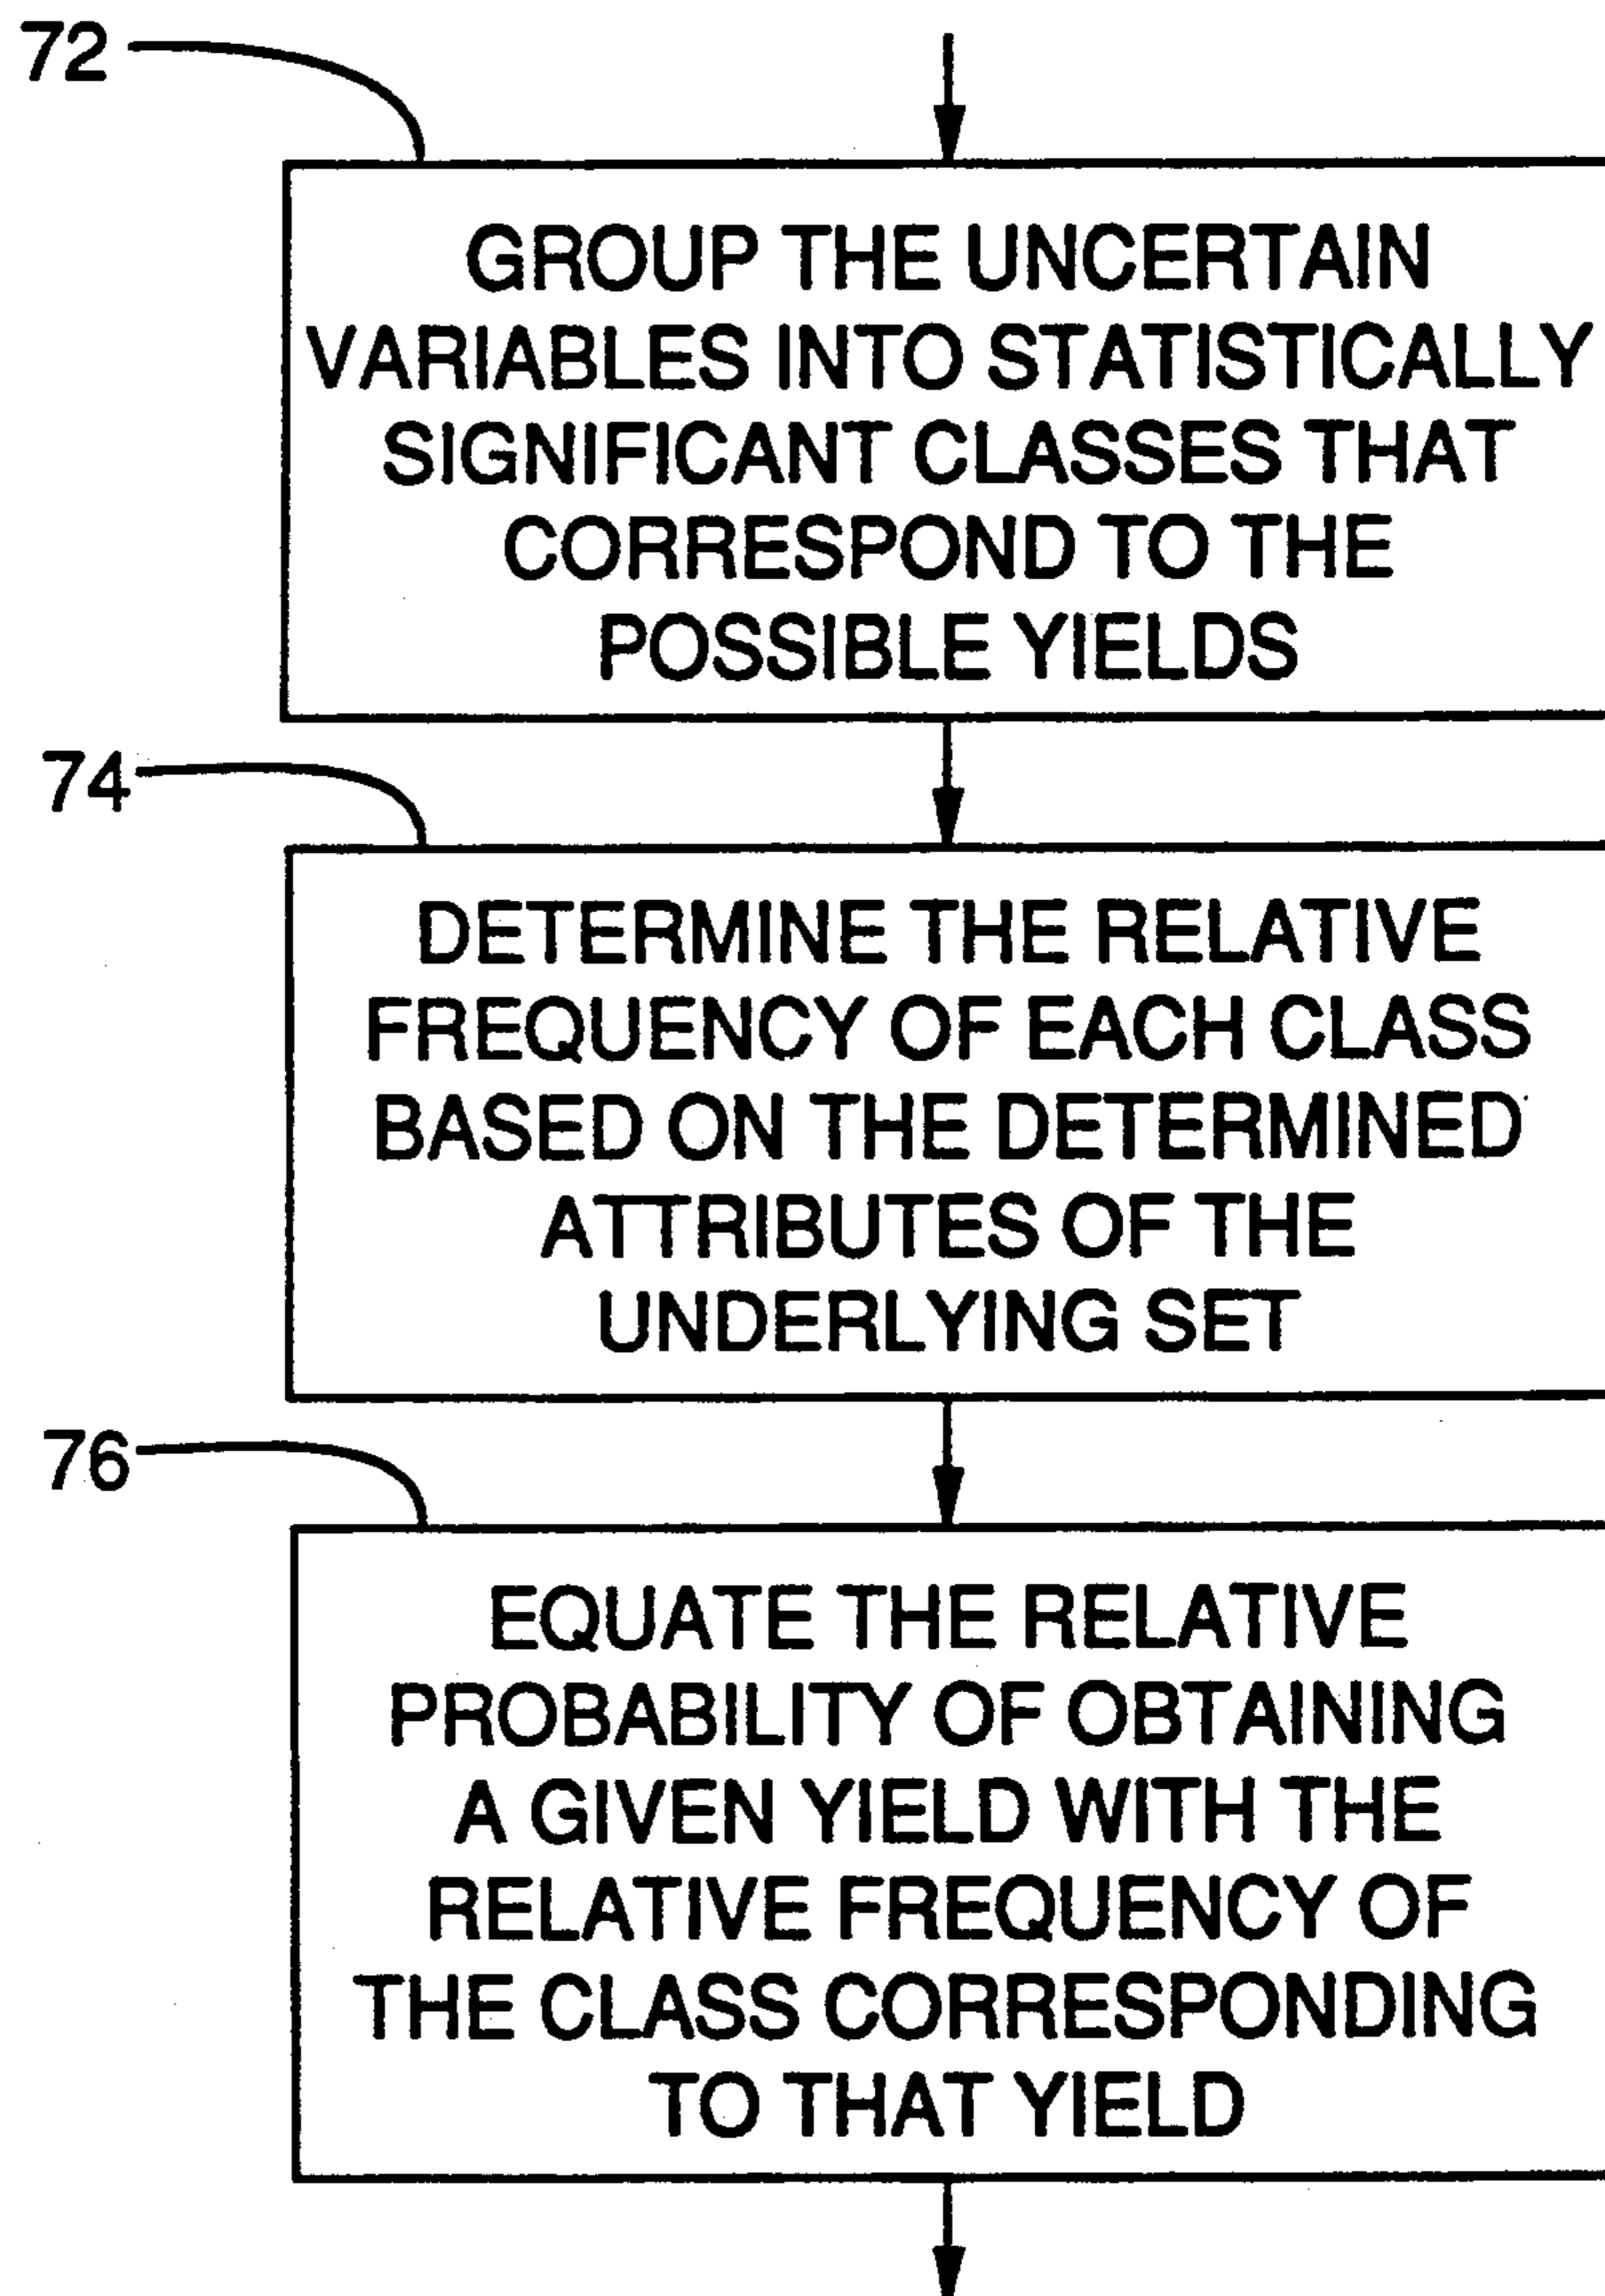 72
GROUP THE UNCERTAIN
VARIABLES INTO STATISTICALLY
SIGNIFICANT CLASSES THAT
CORRESPOND TO THE
POSSIBLE YIELDS
74
DETERMINE THE RELATIVE
FREQUENCY OF EACH CLASS
BASED ON THE DETERMINED
ATTRIBUTES OF THE
UNDERLYING SET
76
EQUATE THE RELATIVE
PROBABILITY OF OBTAINING
A GIVEN YIELD WITH THE
RELATIVE FREQUENCY OF
THE CLASS CORRESPONDING
TO THAT YIELD